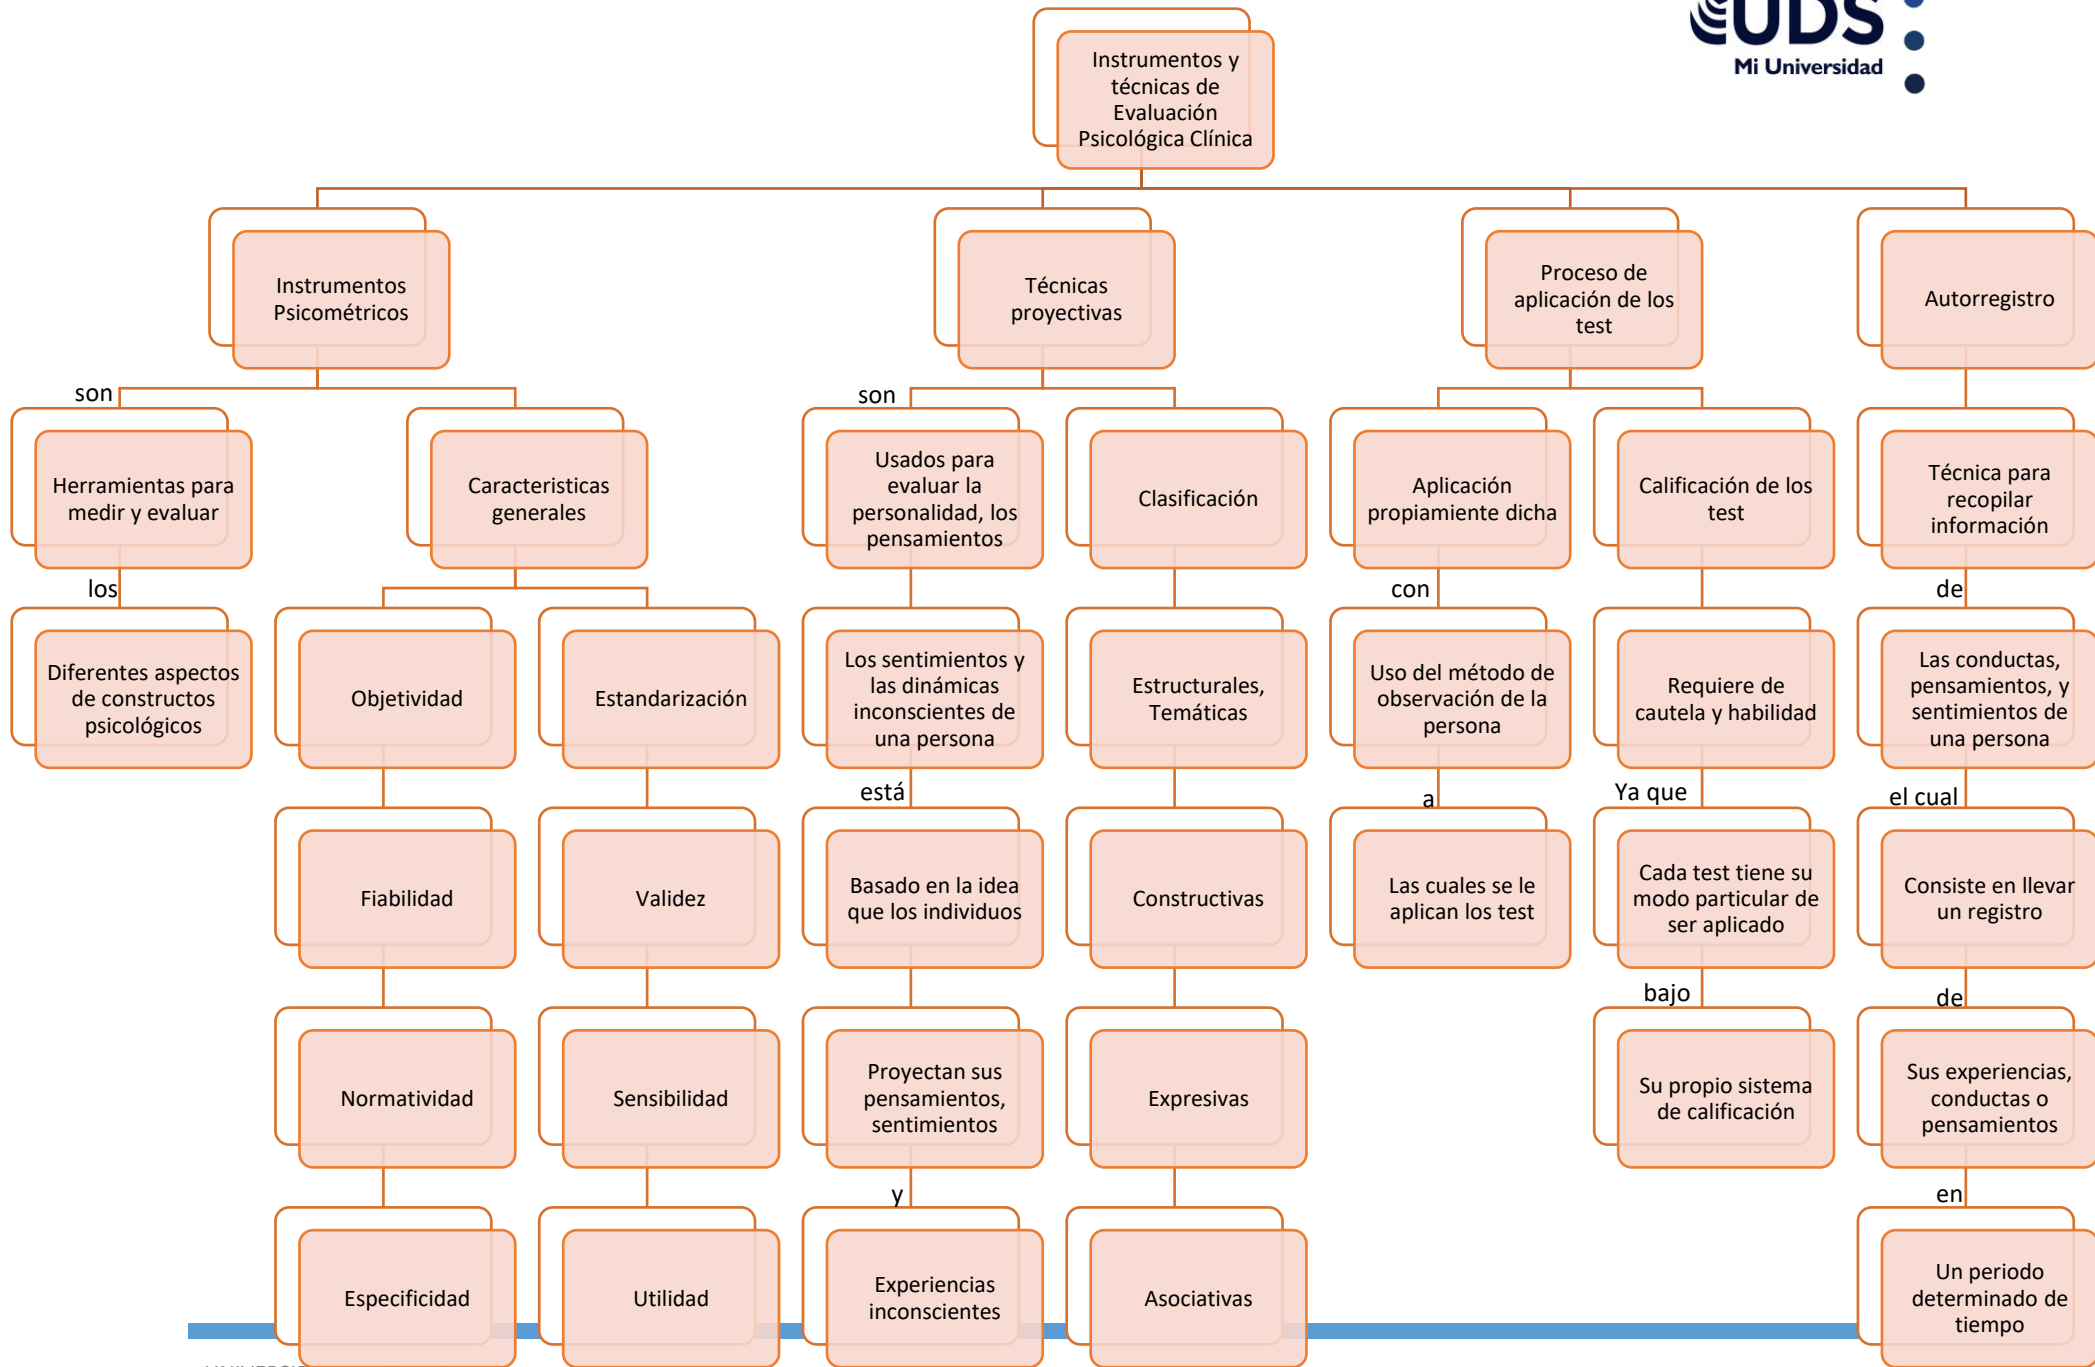 UDS
Mi Universidad
Instrumentos y
técnicas de
Evaluación
Psicológica Clínica
Instrumentos
Psicométricos
Técnicas
proyectivas
Proceso de
aplicación de los
test
Autorregistro
son
Herramientas para
medir y evaluar
los
Diferentes aspectos
de constructos
psicológicos
Caracteristicas
generales
Objetividad
Fiabilidad
Normatividad
Especificidad
Estandarización
Validez
Sensibilidad
Utilidad
son
Usados para
evaluar la
personalidad, los
pensamientos
Los sentimientos y
las dinámicas
inconscientes de
una persona
está
Basado en la idea
que los individuos
Proyectan sus
pensamientos,
sentimientos
y
Experiencias
inconscientes
Clasificación
Estructurales,
Temáticas
Constructivas
Expresivas
Asociativas
Aplicación
propiamente dicha
con
Uso del método de
observación de la
persona
a
Las cuales se le
aplican los test
Calificación de los
test
Requiere de
cautela y habilidad
Ya que
Cada test tiene su
modo particular de
ser aplicado
bajo
Su propio sistema
de calificación
Técnica para
recopilar
información
de
Las conductas,
pensamientos, y
sentimientos de
una persona
el cual
Consiste en llevar
un registro
de
Sus experiencias,
conductas o
pensamientos
en
Un periodo
determinado de
tiempo